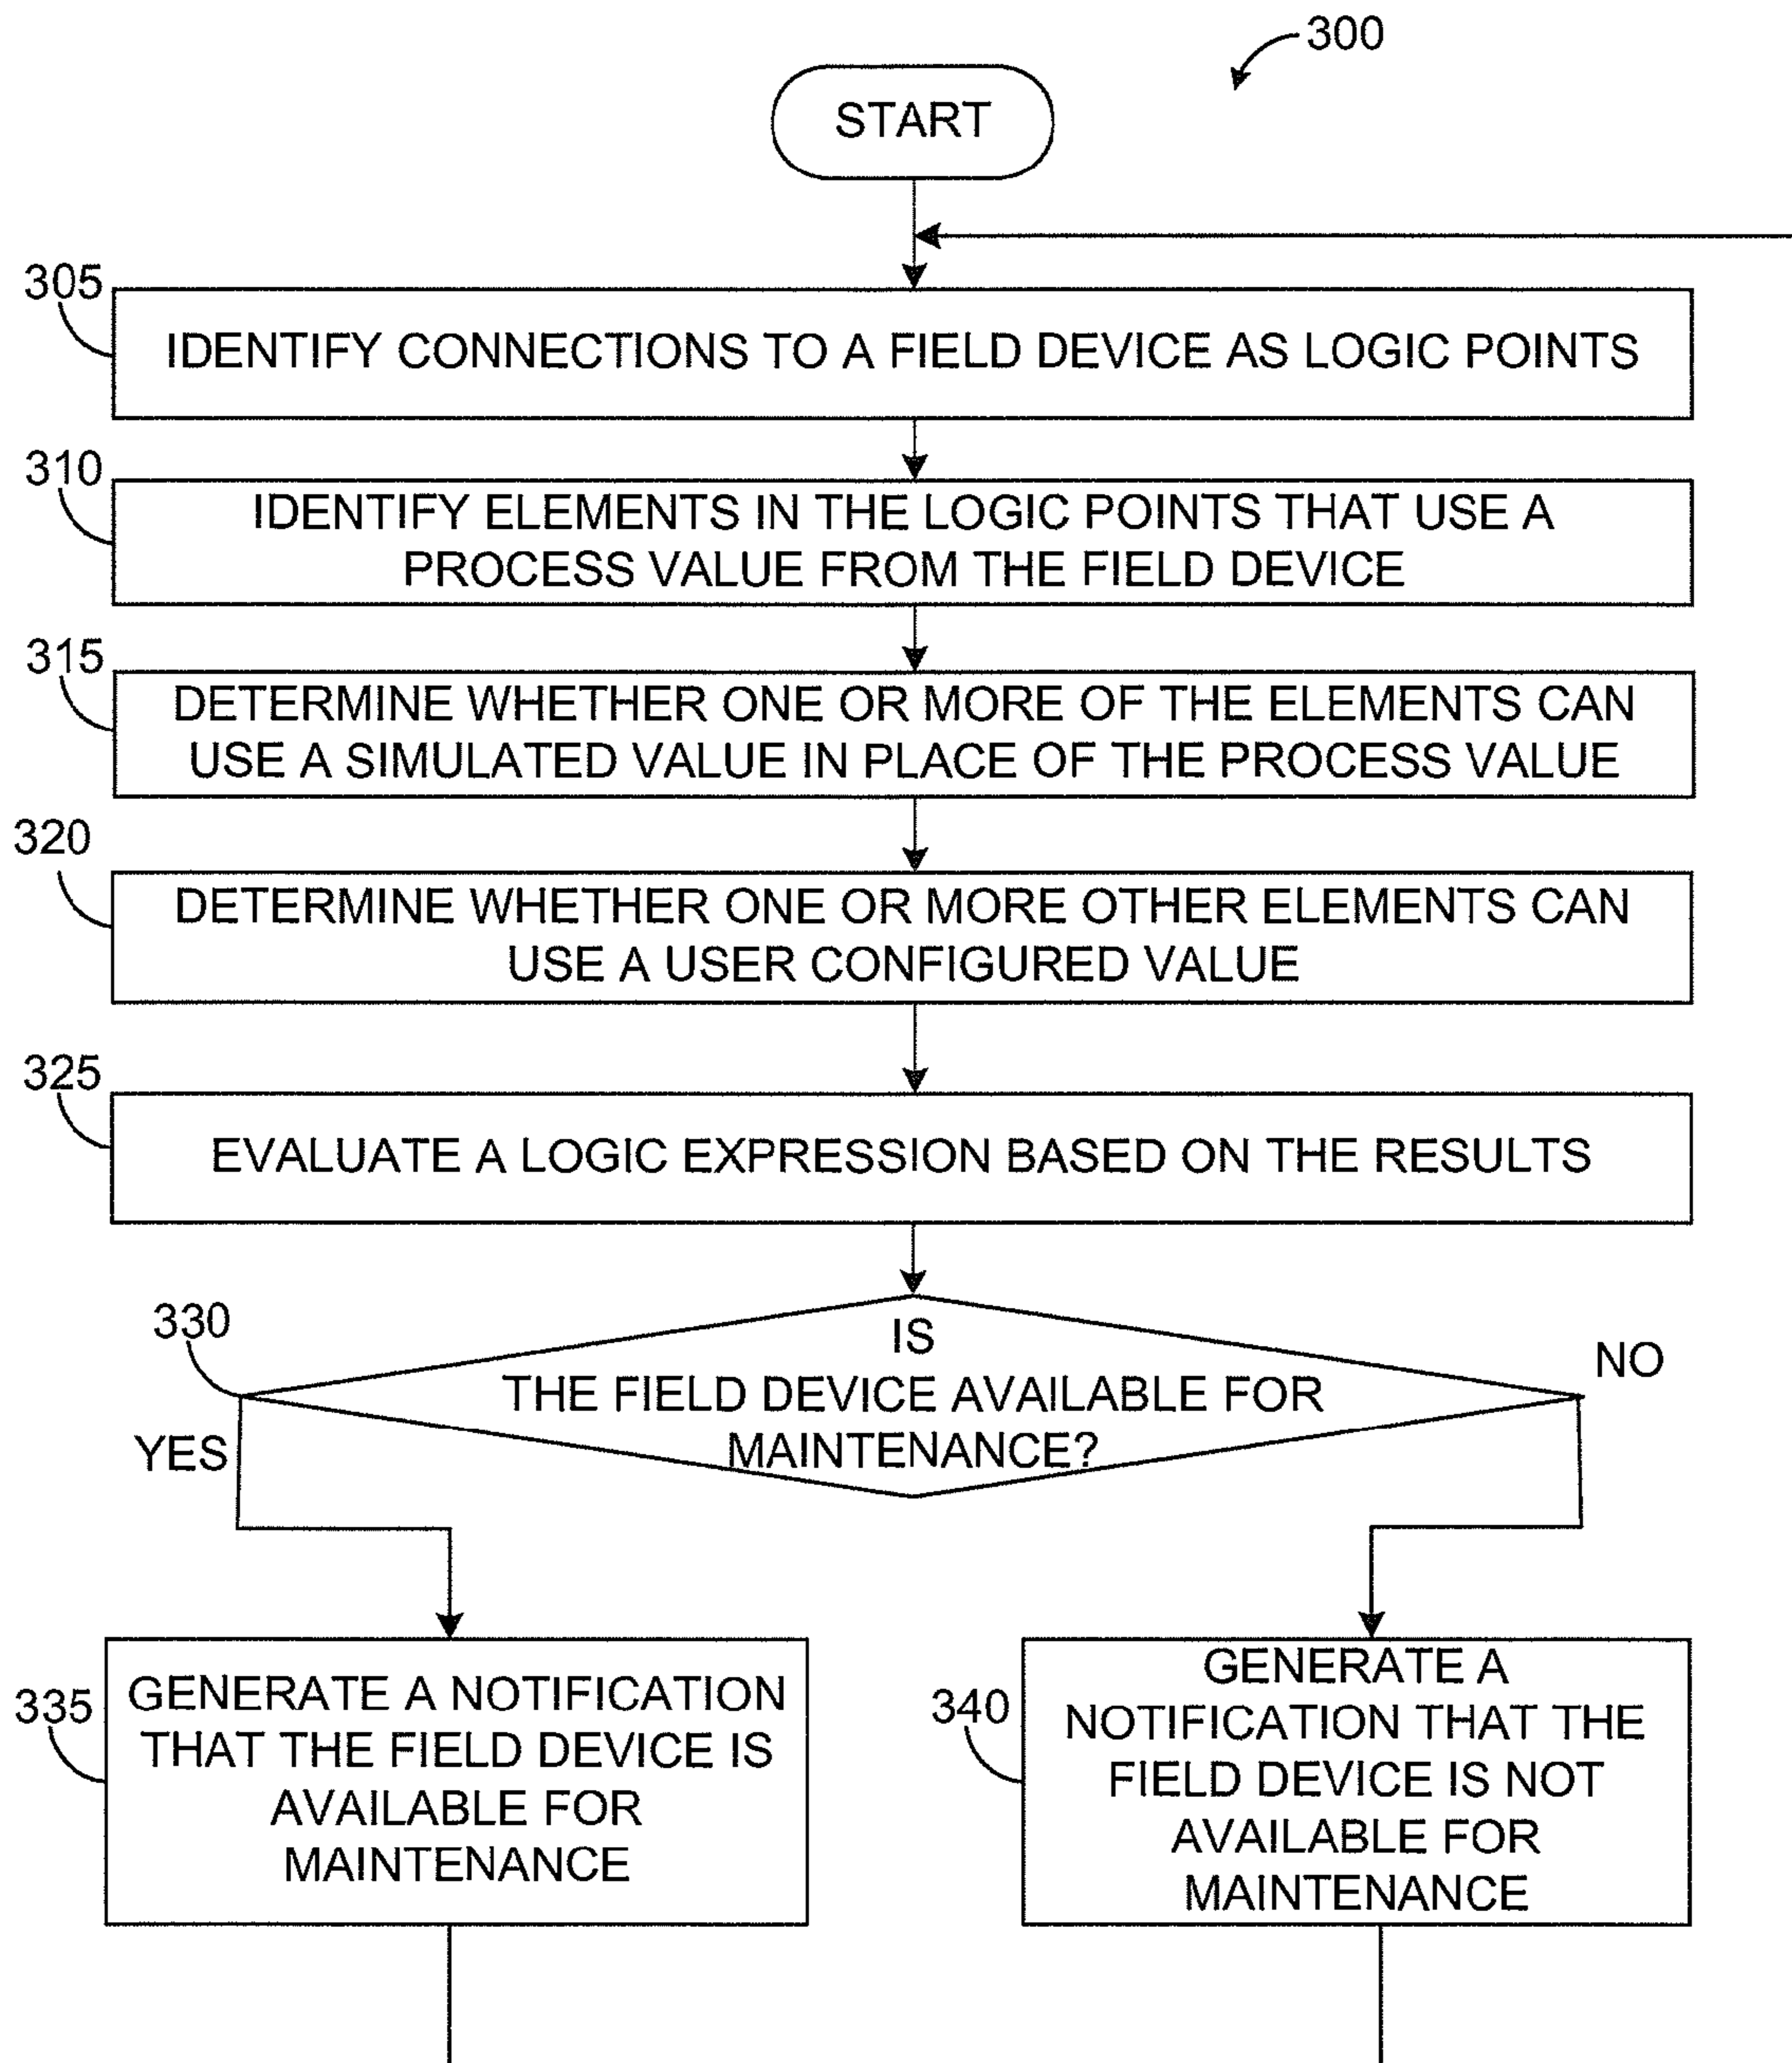 300
START
305
IDENTIFY CONNECTIONS TO A FIELD DEVICE AS LOGIC POINTS
310
IDENTIFY ELEMENTS IN THE LOGIC POINTS THAT USE A
PROCESS VALUE FROM THE FIELD DEVICE
315
DETERMINE WHETHER ONE OR MORE OF THE ELEMENTS CAN
USE A SIMULATED VALUE IN PLACE OF THE PROCESS VALUE
320
DETERMINE WHETHER ONE OR MORE OTHER ELEMENTS CAN
USE A USER CONFIGURED VALUE
325
EVALUATE A LOGIC EXPRESSION BASED ON THE RESULTS
330
IS
THE FIELD DEVICE AVAILABLE FOR
MAINTENANCE?
NO
YES
335
GENERATE A NOTIFICATION
THAT THE FIELD DEVICE IS
AVAILABLE FOR
MAINTENANCE
340
GENERATE A
NOTIFICATION THAT THE
FIELD DEVICE IS NOT
AVAILABLE FOR
MAINTENANCE